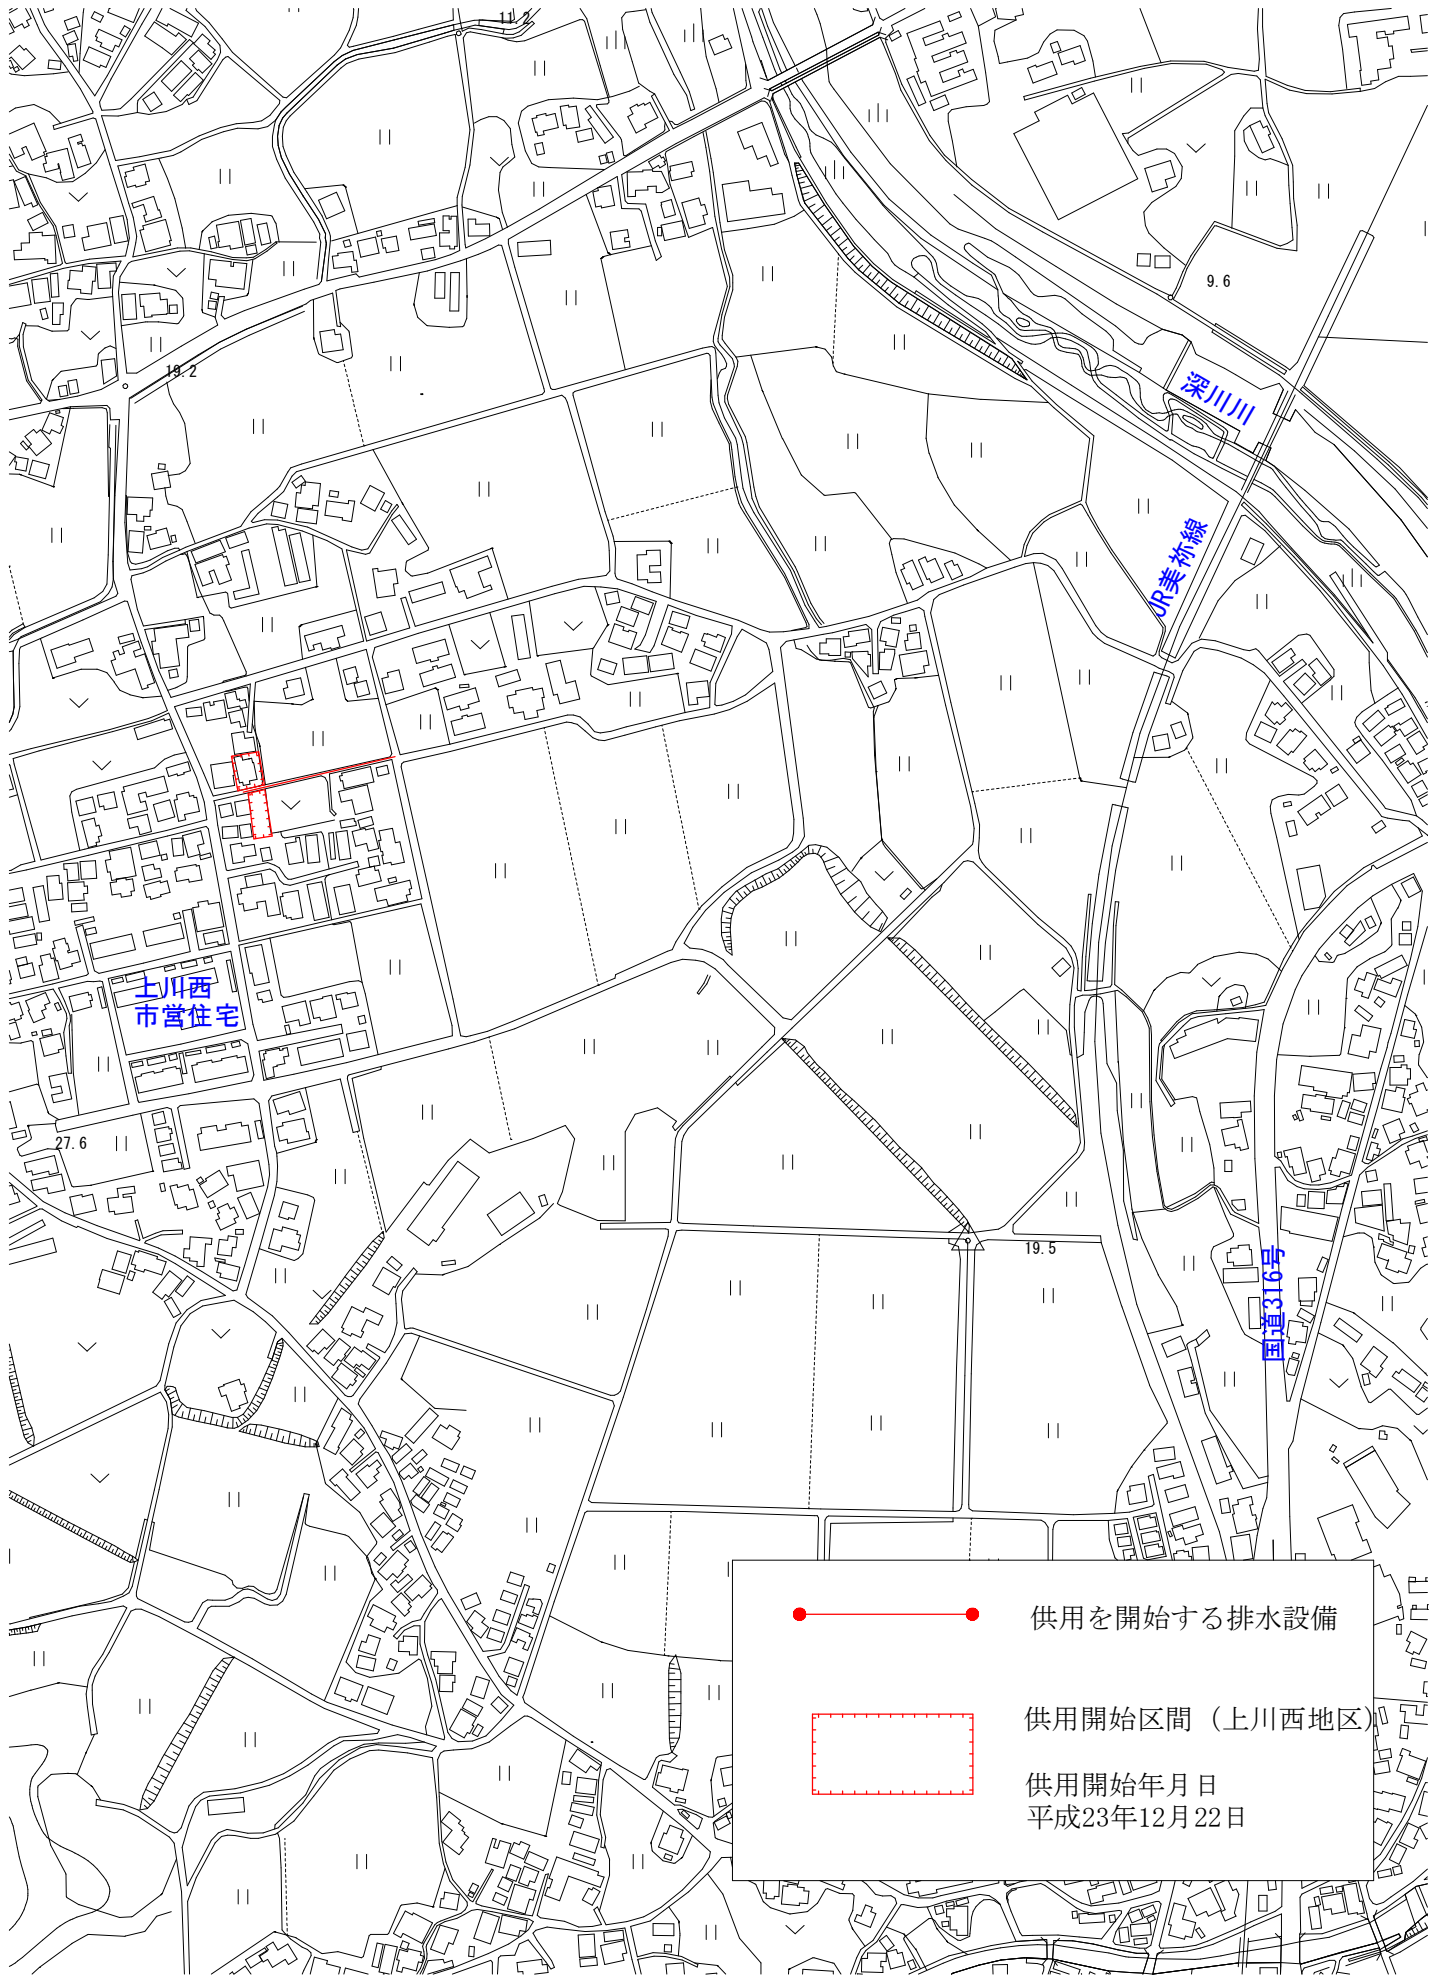 11.2
9.6
19.2
深川川
JR美祢線
上川西
市営住宅
27.6
19.5
国道316号
供用を開始する排水設備
供用開始区間（上川西地区）
供用開始年月日
平成23年12月22日